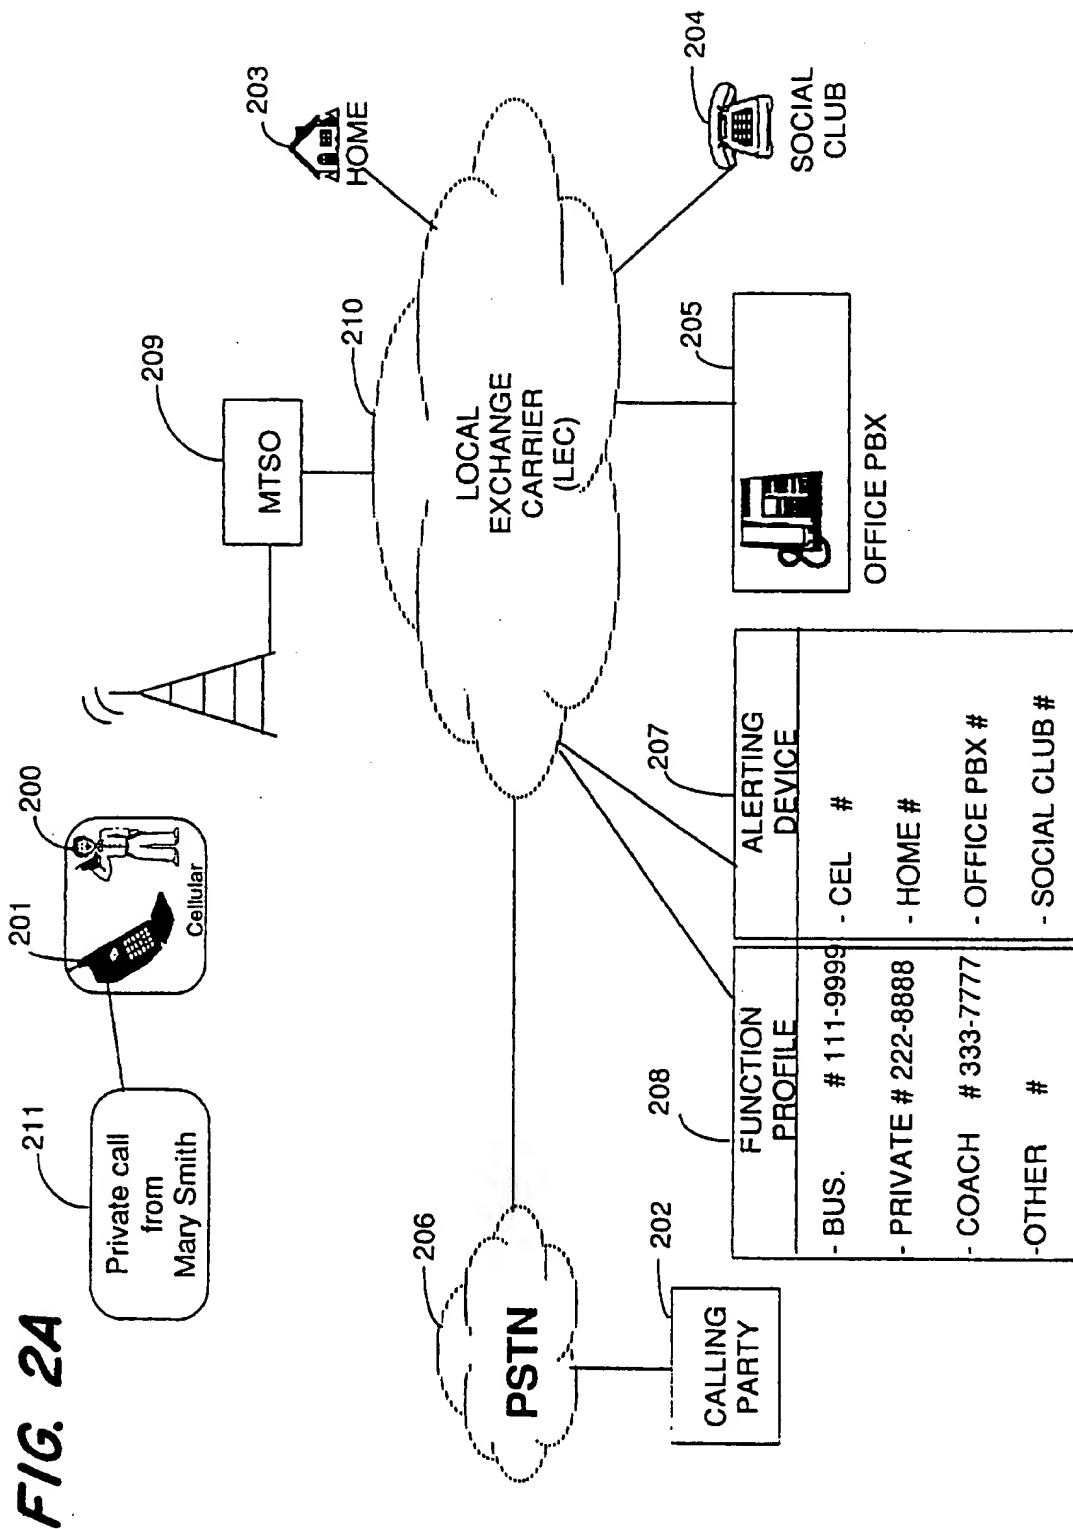 FIG. 2A
211
Private call
from
Mary Smith
201
200
Cellular
209
MTSO
203
HOME
210
LOCAL
EXCHANGE
CARRIER
(LEC)
204
SOCIAL
CLUB
206
PSTN
202
CALLING
PARTY
208
FUNCTION
PROFILE
- BUS. # 111-9999
- PRIVATE # 222-8888
- COACH # 333-7777
-OTHER #
207
ALERTING
DEVICE
- CEL #
- HOME #
- OFFICE PBX #
- SOCIAL CLUB #
205
OFFICE PBX